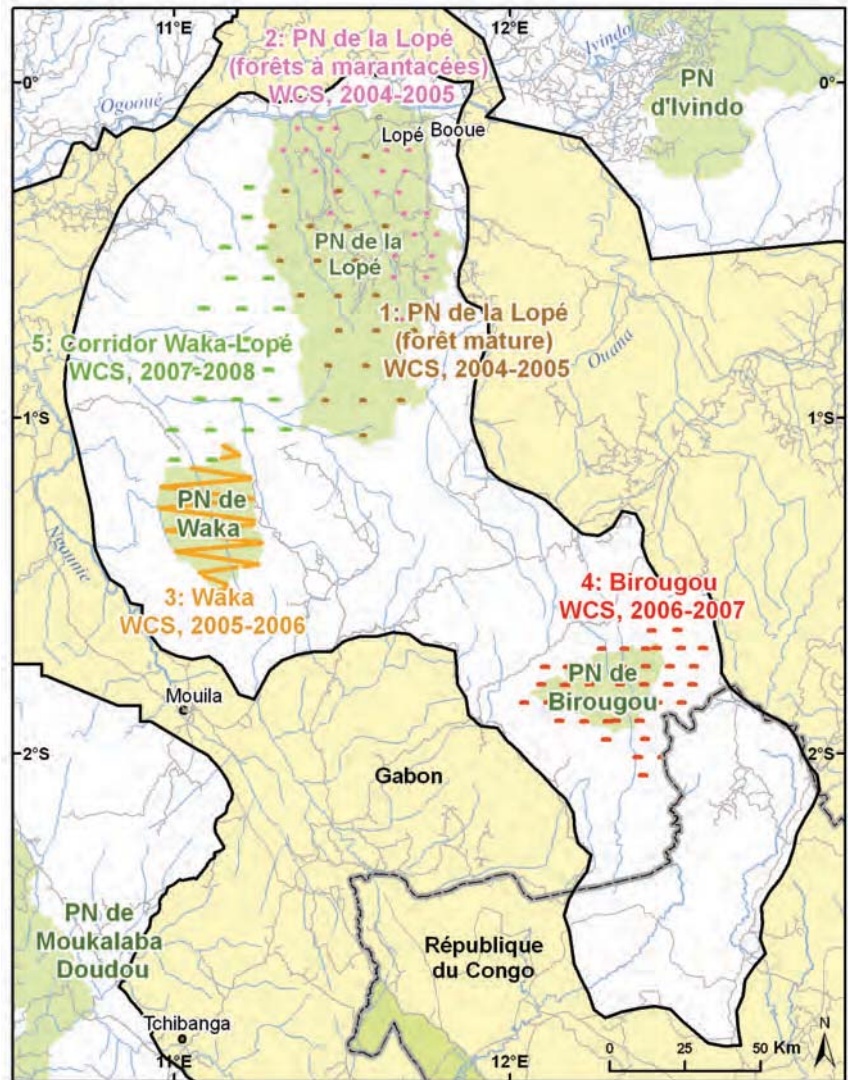 11°E
12°E
2: PN de la Lopé
(forêts à marantacées)
WCS, 2004-2005
Ivindo
PN
d'Ivindo
0°
0°
Ogooué
Lopé
Booue
PN de la
Lopé
1: PN de la Lopé
(forêt mature)
WCS, 2004-2005
5: Corridor Waka-Lopé
WCS, 2007-2008
Ouana
1°S
1°S
PN de
Waka
Ngounie
3: Waka
WCS, 2005-2006
4: Birougou
WCS, 2006-2007
PN de
Birougou
Mouila
2°S
2°S
Gabon
PN de
Moukalaba
Doudou
République
du Congo
Tchibanga
11°E
12°E
0 25 50 Km
N